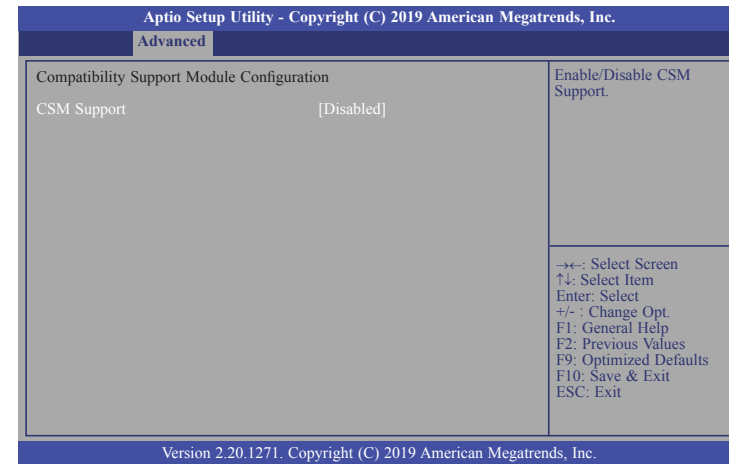 Aptio Setup Utility - Copyright (C) 2019 American Megatrends, Inc.
Advanced
Compatibility Support Module Configuration
CSM Support [Disabled]
Enable/Disable CSM
Support.
→←: Select Screen
↑↓: Select Item
Enter: Select
+/- : Change Opt.
F1: General Help
F2: Previous Values
F9: Optimized Defaults
F10: Save & Exit
ESC: Exit
Version 2.20.1271. Copyright (C) 2019 American Megatrends, Inc.